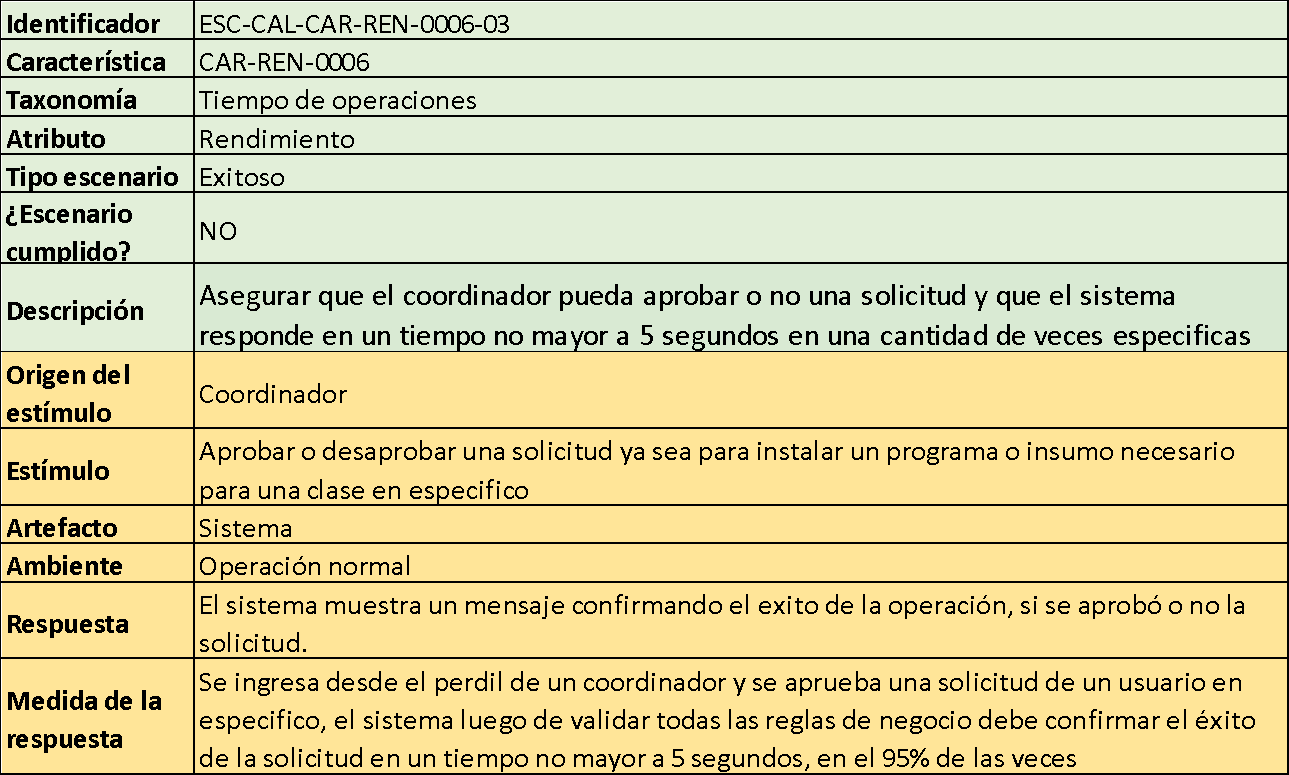 Identificador ESC-CAL-CAR-REN-0006-03
Característica CAR-REN-0006
Taxonomía Tiempo de operaciones
Atributo Rendimiento
Tipo escenario Exitoso
¿Escenario
cumplido?
NO
Descripción
Asegurar que el coordinador pueda aprobar o no una solicitud y que el sistema
responde en un tiempo no mayor a 5 segundos en una cantidad de veces especificas
Origen del
estímulo
Coordinador
Estímulo
Aprobar o desaprobar una solicitud ya sea para instalar un programa o insumo necesario
para una clase en especifico
Artefacto Sistema
Ambiente Operación normal
Respuesta
El sistema muestra un mensaje confirmando el exito de la operación, si se aprobó o no la
solicitud.
Medida de la
respuesta
Se ingresa desde el perdil de un coordinador y se aprueba una solicitud de un usuario en
especifico, el sistema luego de validar todas las reglas de negocio debe confirmar el éxito
de la solicitud en un tiempo no mayor a 5 segundos, en el 95% de las veces